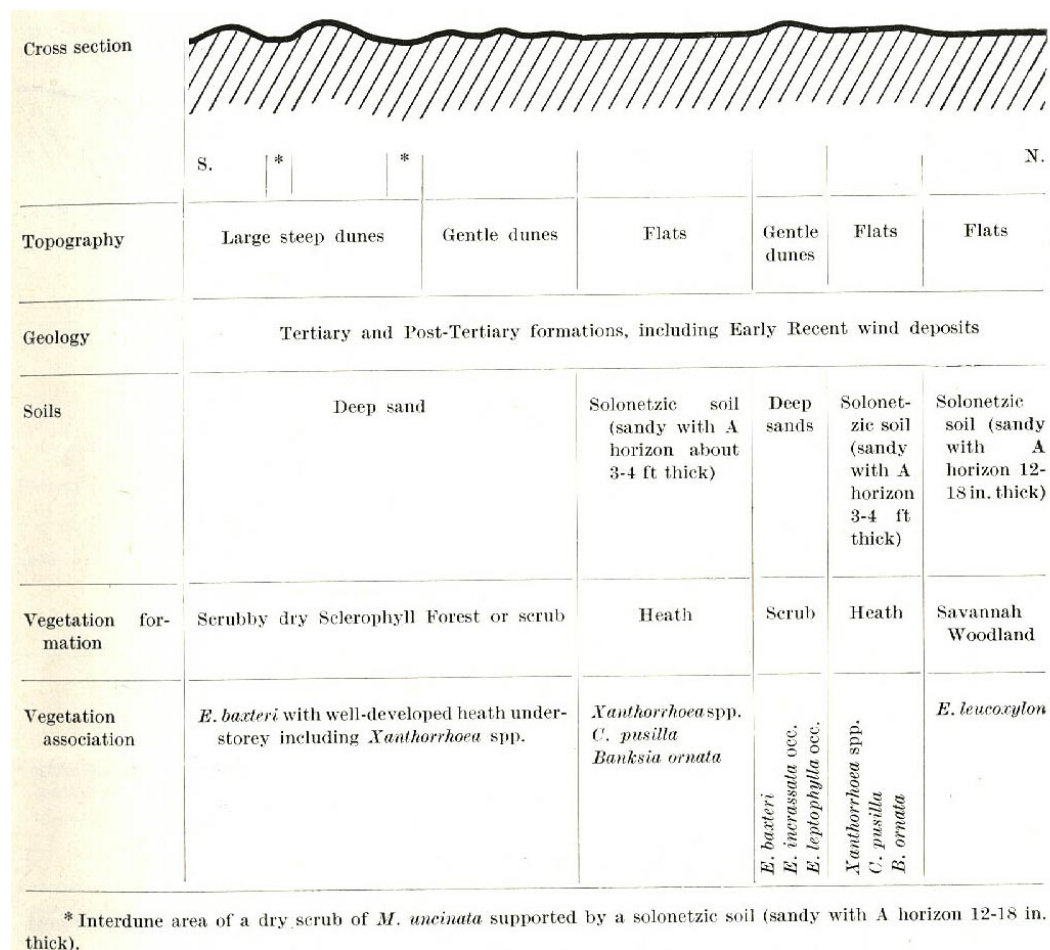 Cross section
S. * * N.
Topography
Large steep dunes
Gentle dunes
Flats
Gentle
dunes
Flats
Flats
Geology
Tertiary and Post-Tertiary formations, including Early Recent wind deposits
Soils
Deep sand
Solonetzic soil
(sandy with A
horizon about
3-4 ft thick)
Deep
sands
Solonet-
zic soil
(sandy
with A
horizon
3-4 ft
thick)
Solonetzic
soil (sandy
with A
horizon 12-
18 in. thick)
Vegetation for-
mation
Scrubby dry Sclerophyll Forest or scrub
Heath
Scrub
Heath
Savannah
Woodland
Vegetation
association
E. baxteri with well-developed heath under-
storey including Xanthorrhoea spp.
Xanthorrhoea spp.
C. pusilla
Banksia ornata
E. baxteri
E. incrassata occ.
E. leptophylla occ.
Xanthorrhoea spp.
C. pusilla
B. ornata
E. leucoxylon
* Interdune area of a dry scrub of M. uncinata supported by a solonetzic soil (sandy with A horizon 12-18 in.
thick).